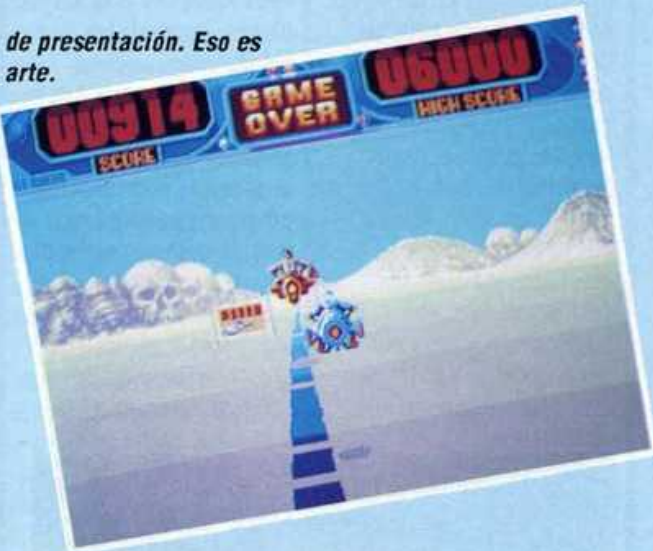 de presentación. Eso es
arte.
00914
SCORE
GAME
OVER
06000
HIGH SCORE